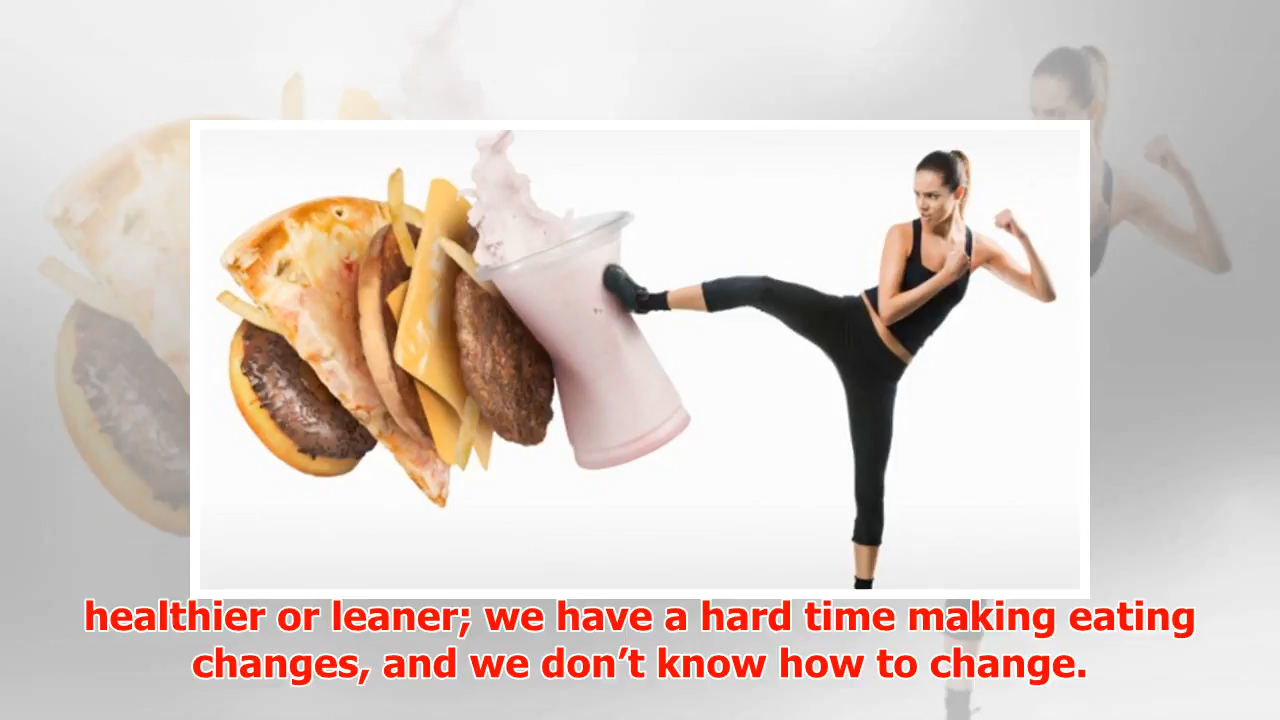 healthier or leaner; we have a hard time making eating
changes, and we don’t know how to change.